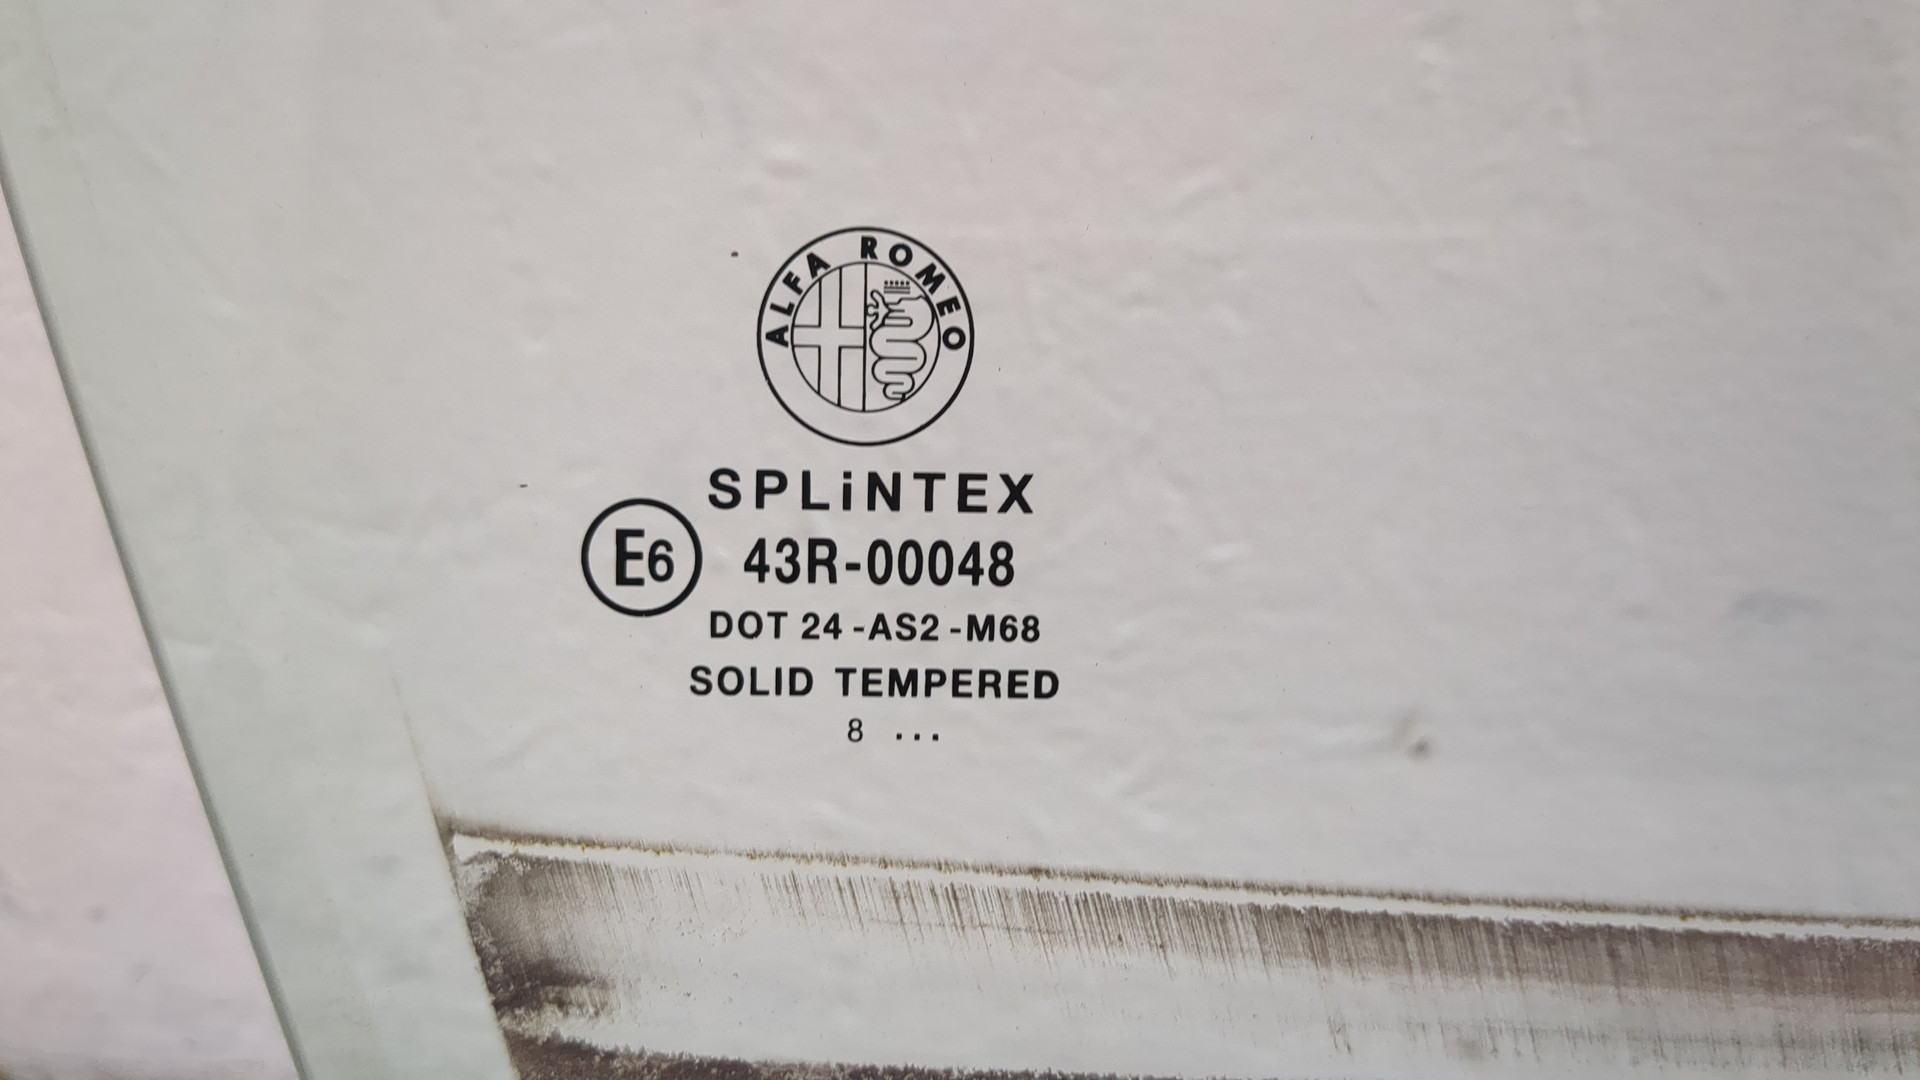 ALFA ROMEO
SPLiNTEX
E6 43R-00048
DOT 24 -AS2 -M68
SOLID TEMPERED
8 ...